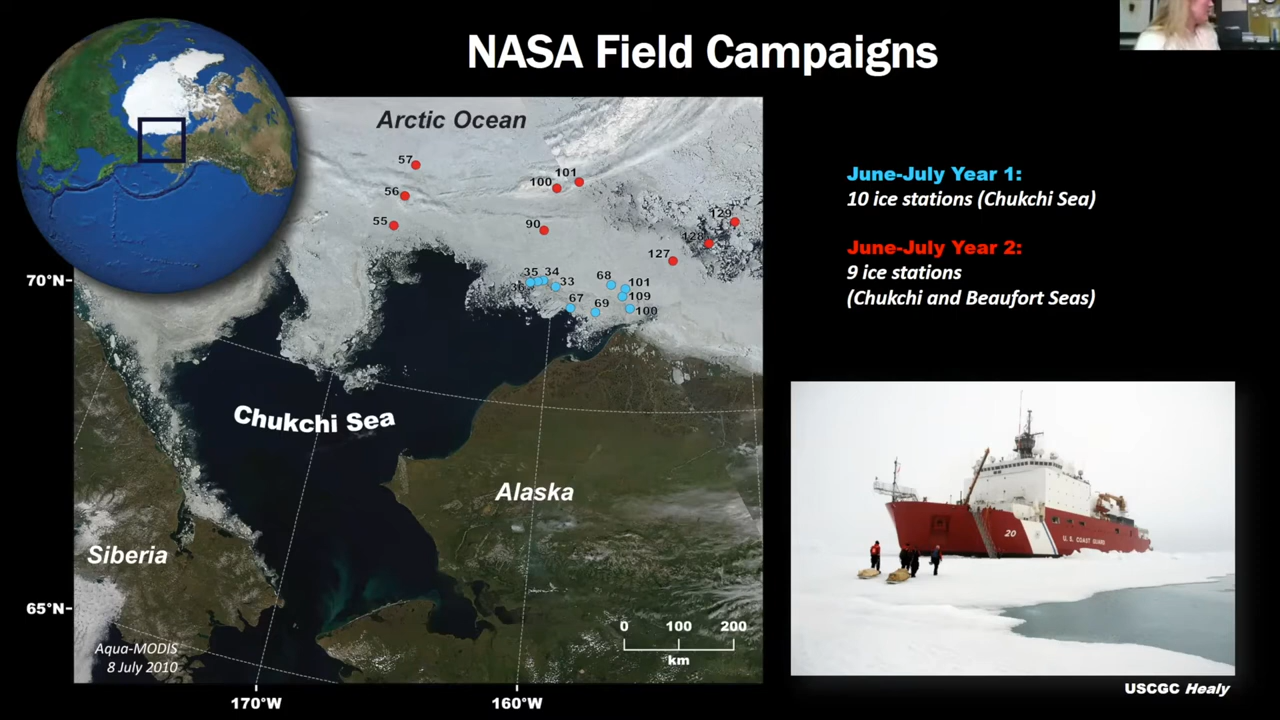 NASA Field Campaigns
Arctic Ocean
57
101
100
56
129
55
90
128
127
70°N
35
34
68
36
33
101
67
109
69
100
Chukchi Sea
Alaska
Siberia
65°N
0 100 200
km
Aqua-MODIS
8 July 2010
170°W
160°W
June-July Year 1:
10 ice stations (Chukchi Sea)
June-July Year 2:
9 ice stations
(Chukchi and Beaufort Seas)
20
U.S. COAST GUARD
USCGC Healy